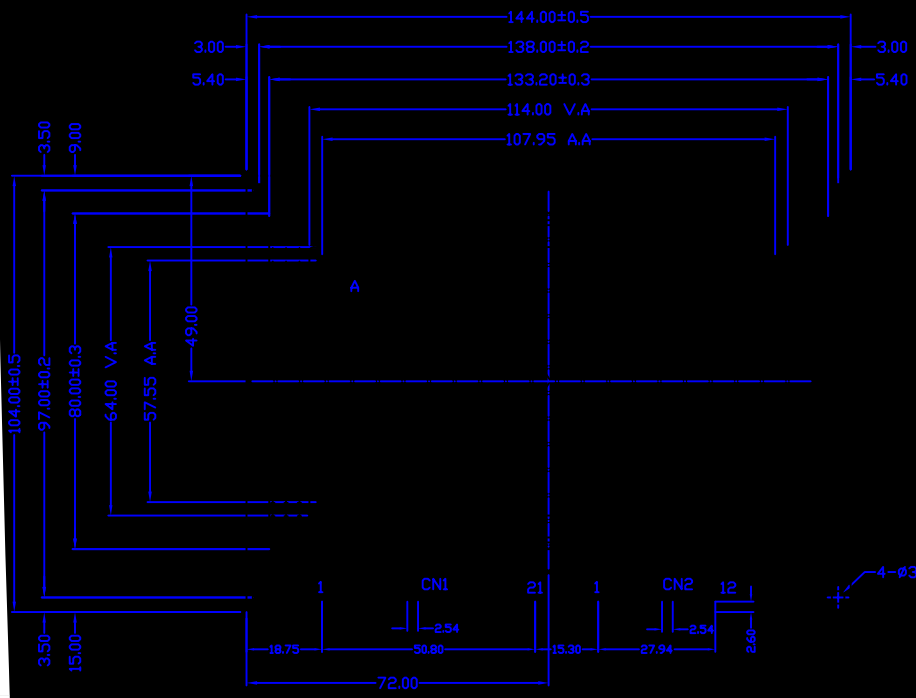 144.00±0.5
3.00 138.00±0.2 3.00
5.40 133.20±0.3 5.40
114.00 V.A
107.95 A.A
3.50
9.00
A
49.00
104.00±0.5
97.00±0.2
80.00±0.3
64.00 V.A
57.55 A.A
1 CN1 21 1 CN2 12
4-ø3
2.54 2.54
2.60
3.50
15.00
18.75 50.80 15.30 27.94
72.00